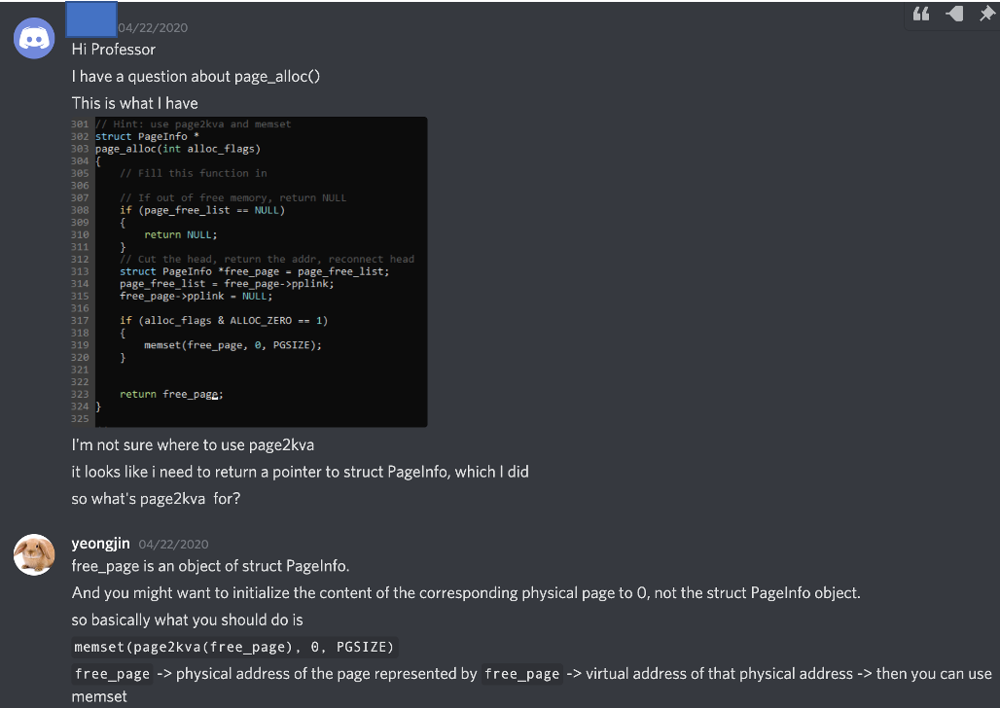 04/22/2020
Hi Professor
I have a question about page_alloc()
This is what I have
301 // Hint: use page2kva and memset
302 struct PageInfo *
303 page_alloc(int alloc_flags)
304 {
305     // Fill this function in
306
307     // If out of free memory, return NULL
308     if (page_free_list == NULL)
309     {
310         return NULL;
311     }
312     // Cut the head, return the addr, reconnect head
313     struct PageInfo *free_page = page_free_list;
314     page_free_list = free_page->pplink;
315     free_page->pplink = NULL;
316
317     if (alloc_flags & ALLOC_ZERO == 1)
318     {
319         memset(free_page, 0, PGSIZE);
320     }
321
322
323     return free_page;
324 }
325
I'm not sure where to use page2kva
it looks like i need to return a pointer to struct PageInfo, which I did
so what's page2kva for?
yeongjin 04/22/2020
free_page is an object of struct PageInfo.
And you might want to initialize the content of the corresponding physical page to 0, not the struct PageInfo object.
so basically what you should do is
memset(page2kva(free_page), 0, PGSIZE)
free_page -> physical address of the page represented by free_page -> virtual address of that physical address -> then you can use
memset